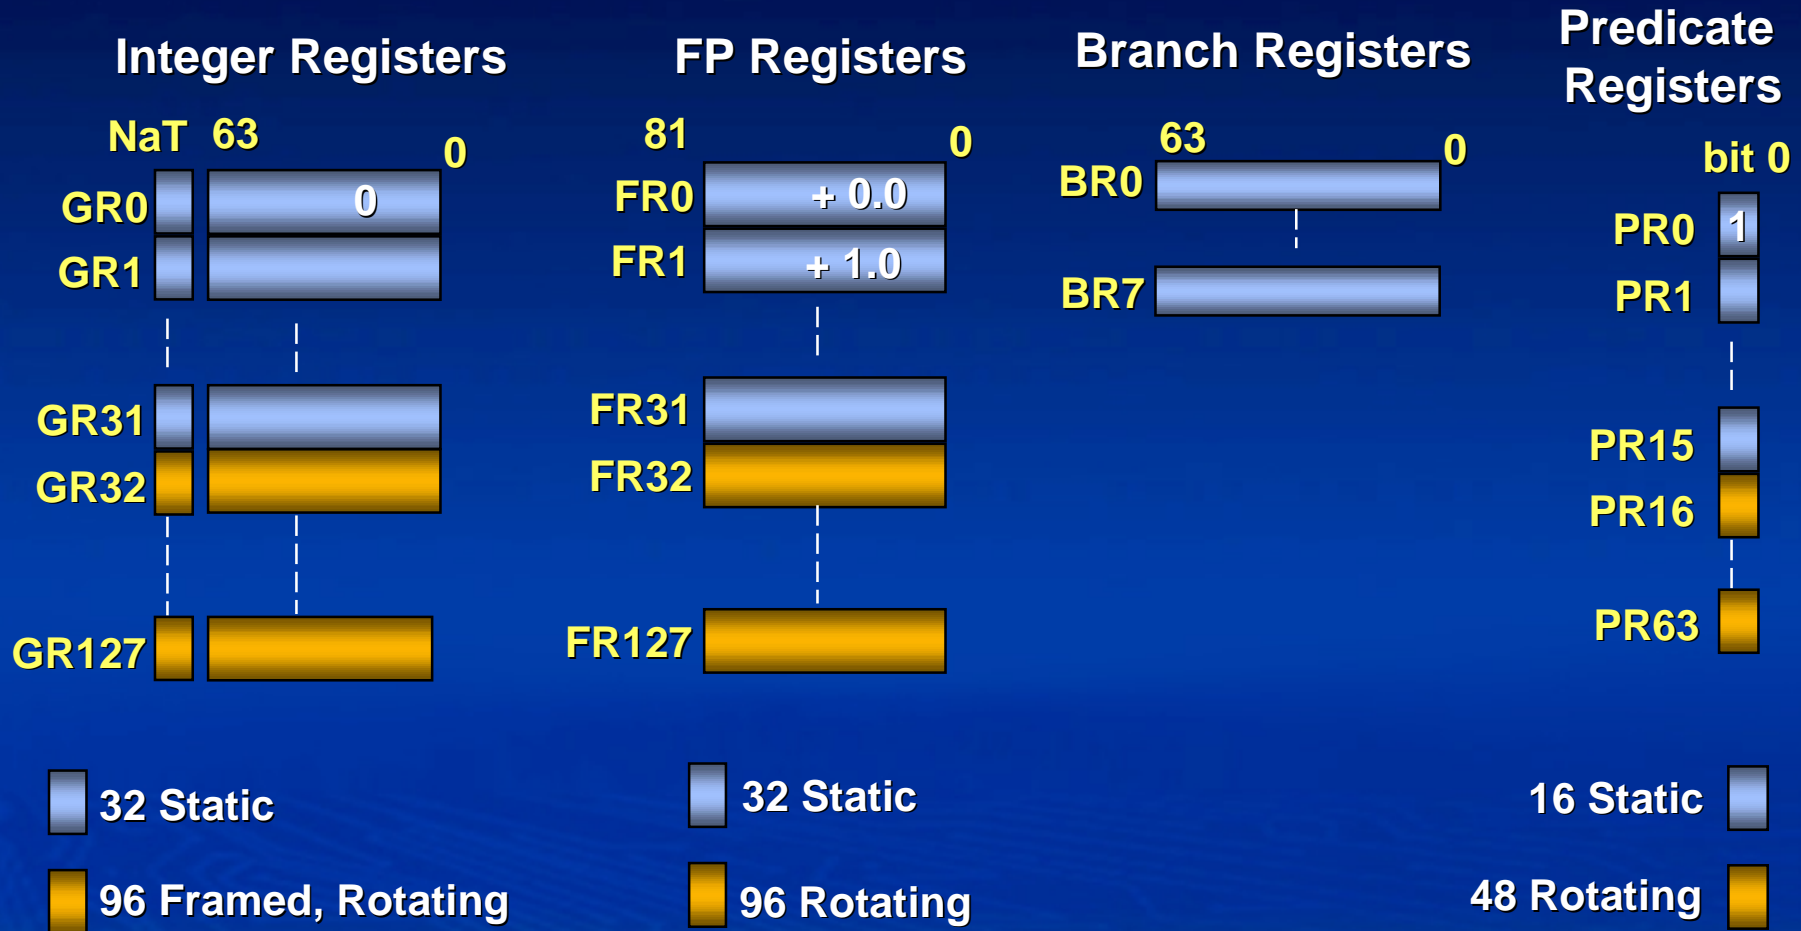 Integer Registers
NaT 63 0
GR0 0
GR1
GR31
GR32
GR127
32 Static
96 Framed, Rotating
FP Registers
81 0
FR0 + 0.0
FR1 + 1.0
FR31
FR32
FR127
32 Static
96 Rotating
Branch Registers
63 0
BR0
BR7
Predicate
Registers
bit 0
PR0 1
PR1
PR15
PR16
PR63
16 Static
48 Rotating